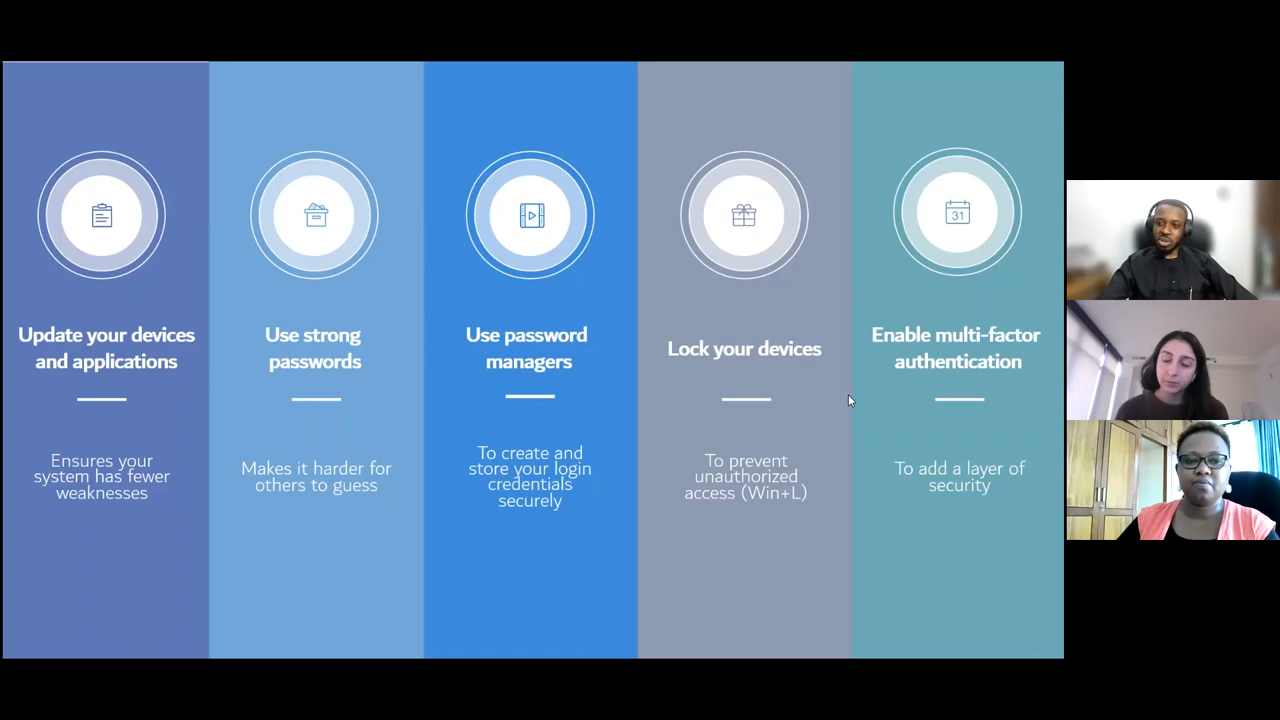 Update your devices
and applications
Ensures your
system has fewer
weaknesses
Use strong
passwords
Makes it harder for
others to guess
Use password
managers
To create and
store your login
credentials
securely
Lock your devices
To prevent
unauthorized
access (Win+L)
31
Enable multi-factor
authentication
To add a layer of
security